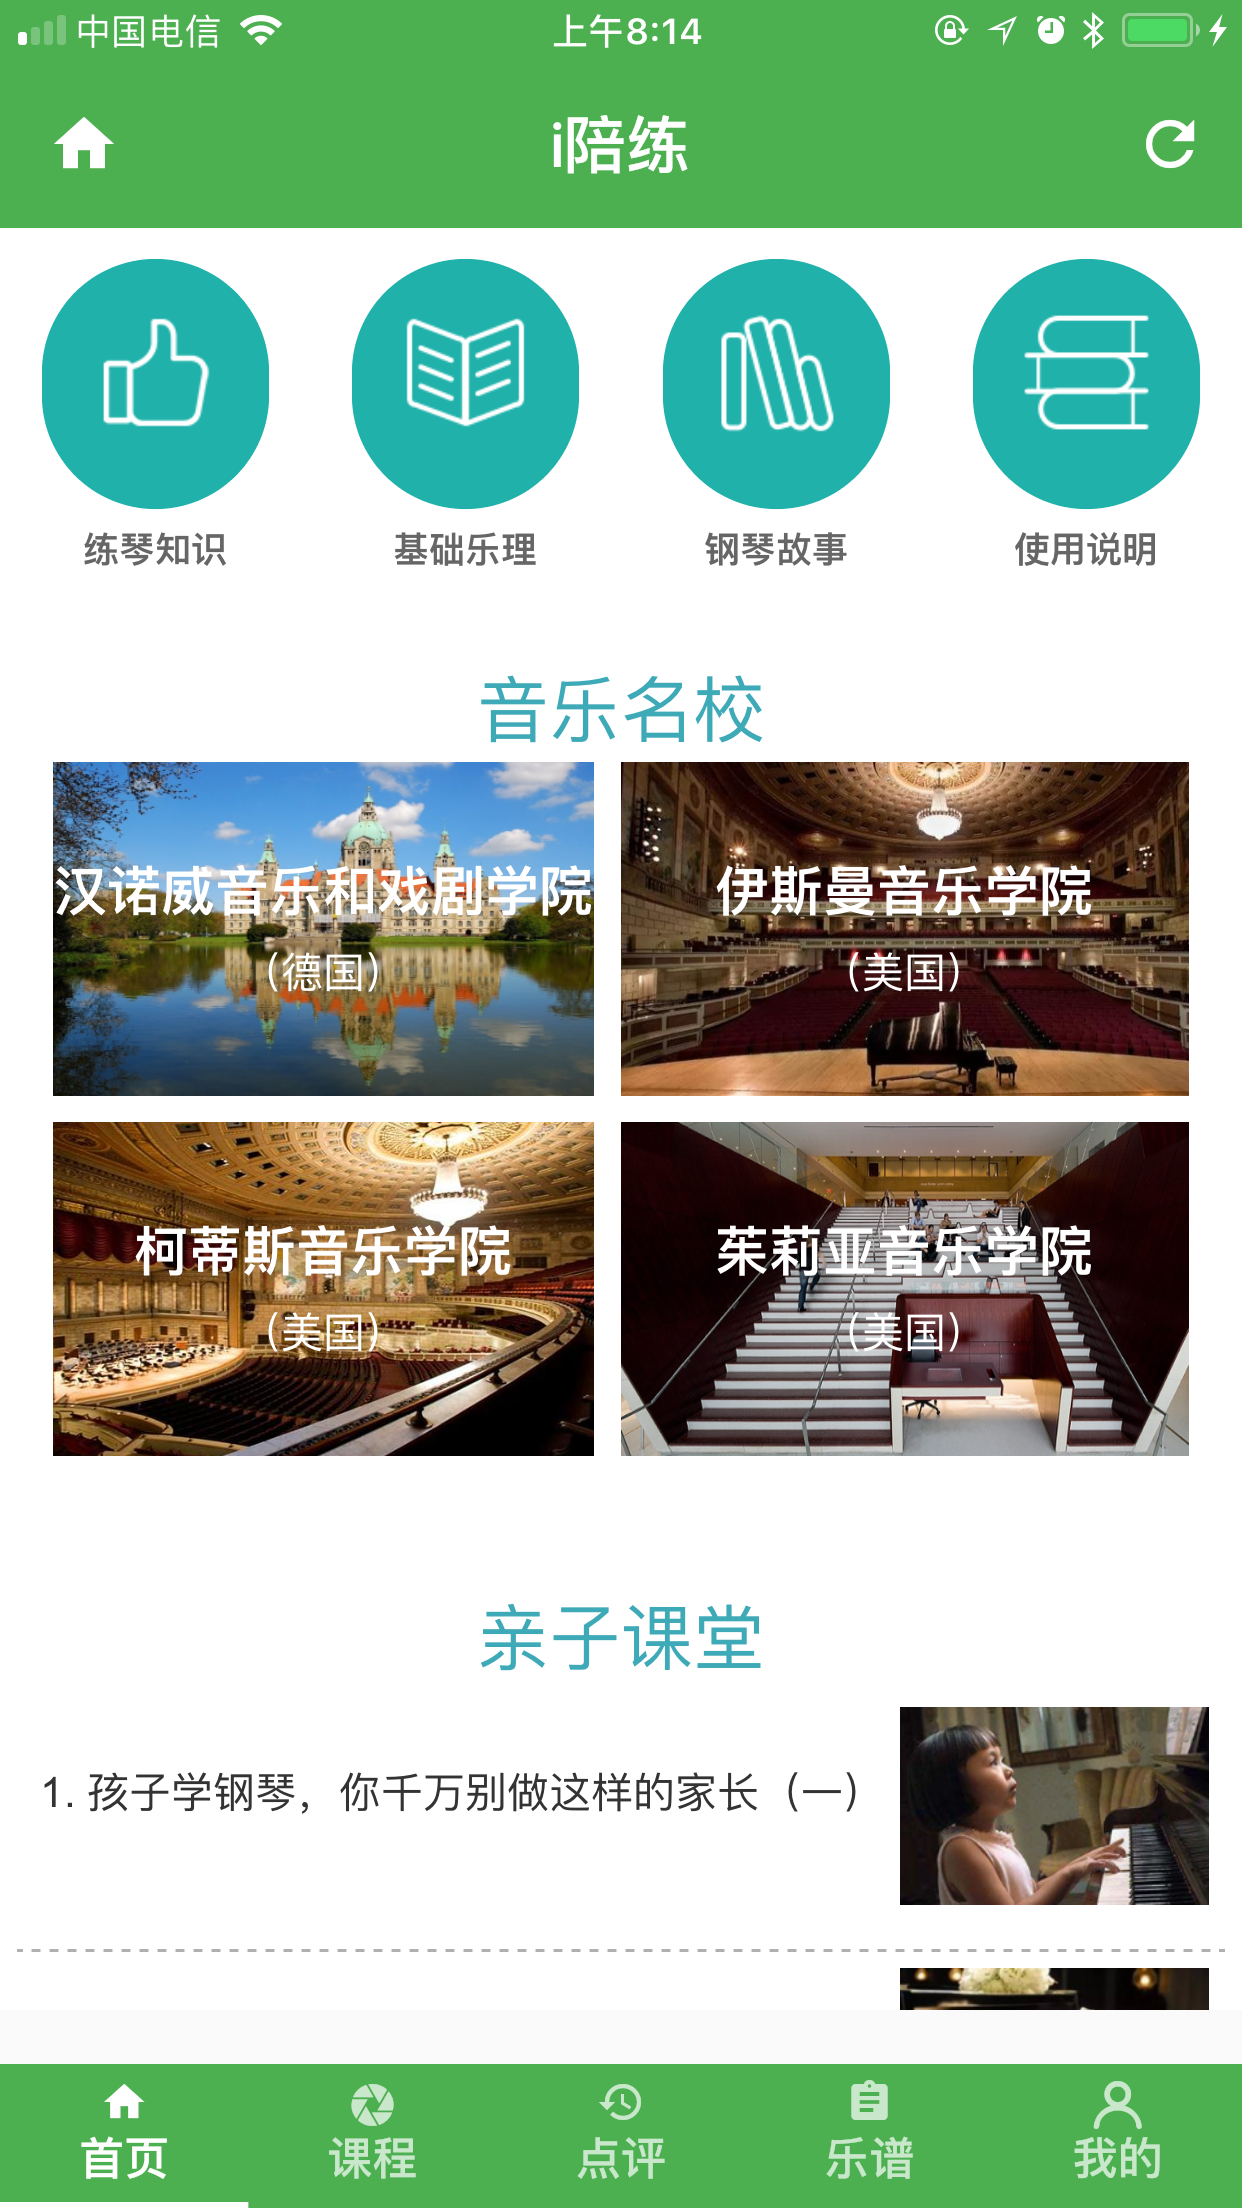 中国电信 上午8:14
i陪练
练琴知识 基础乐理 钢琴故事 使用说明
音乐名校
汉诺威音乐和戏剧学院 伊斯曼音乐学院
(德国) (美国)
柯蒂斯音乐学院 茱莉亚音乐学院
(美国) (美国)
亲子课堂
1. 孩子学钢琴，你千万别做这样的家长（一）
首页 课程 点评 乐谱 我的